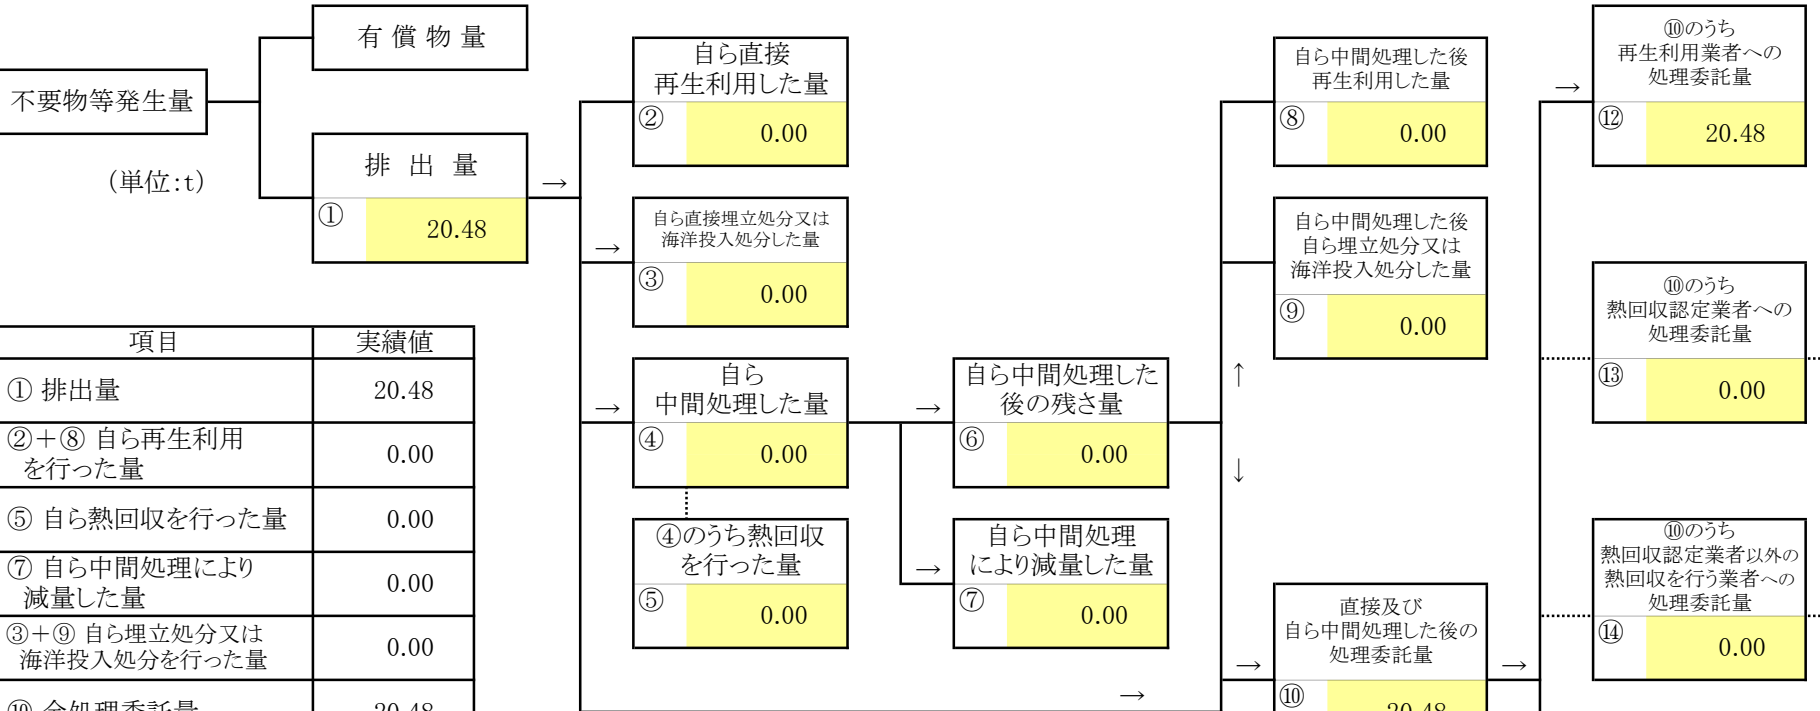 有 償 物 量
不要物等発生量
(単位:t)
排 出 量
①
20.48
→
自ら直接
再生利用した量
②
0.00
→
自ら直接埋立処分又は
海洋投入処分した量
③
0.00
→
自ら
中間処理した量
④
0.00
④のうち熱回収
を行った量
⑤
0.00
→
自ら中間処理した
後の残さ量
⑥
0.00
→
自ら中間処理
により減量した量
⑦
0.00
自ら中間処理した後
再生利用した量
⑧
0.00
自ら中間処理した後
自ら埋立処分又は
海洋投入処分した量
⑨
0.00
↑
↓
→
→
直接及び
自ら中間処理した後の
処理委託量
⑩
20.48
→
→
⑩のうち
再生利用業者への
処理委託量
⑫
20.48
⑩のうち
熱回収認定業者への
処理委託量
⑬
0.00
⑩のうち
熱回収認定業者以外の
熱回収を行う業者への
処理委託量
⑭
0.00
項目 実績値
① 排出量 20.48
②+⑧ 自ら再生利用
を行った量 0.00
⑤ 自ら熱回収を行った量 0.00
⑦ 自ら中間処理により
減量した量 0.00
③+⑨ 自ら埋立処分又は
海洋投入処分を行った量 0.00
⑩ 全処理委託量 20.48